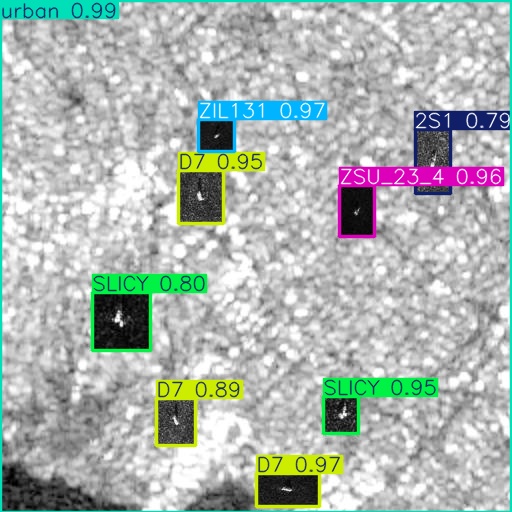 urban 0.99
ZIL131 0.97
2S1 0.79
D7 0.95
ZSU_23_4 0.96
SLICY 0.80
D7 0.89
SLICY 0.95
D7 0.97